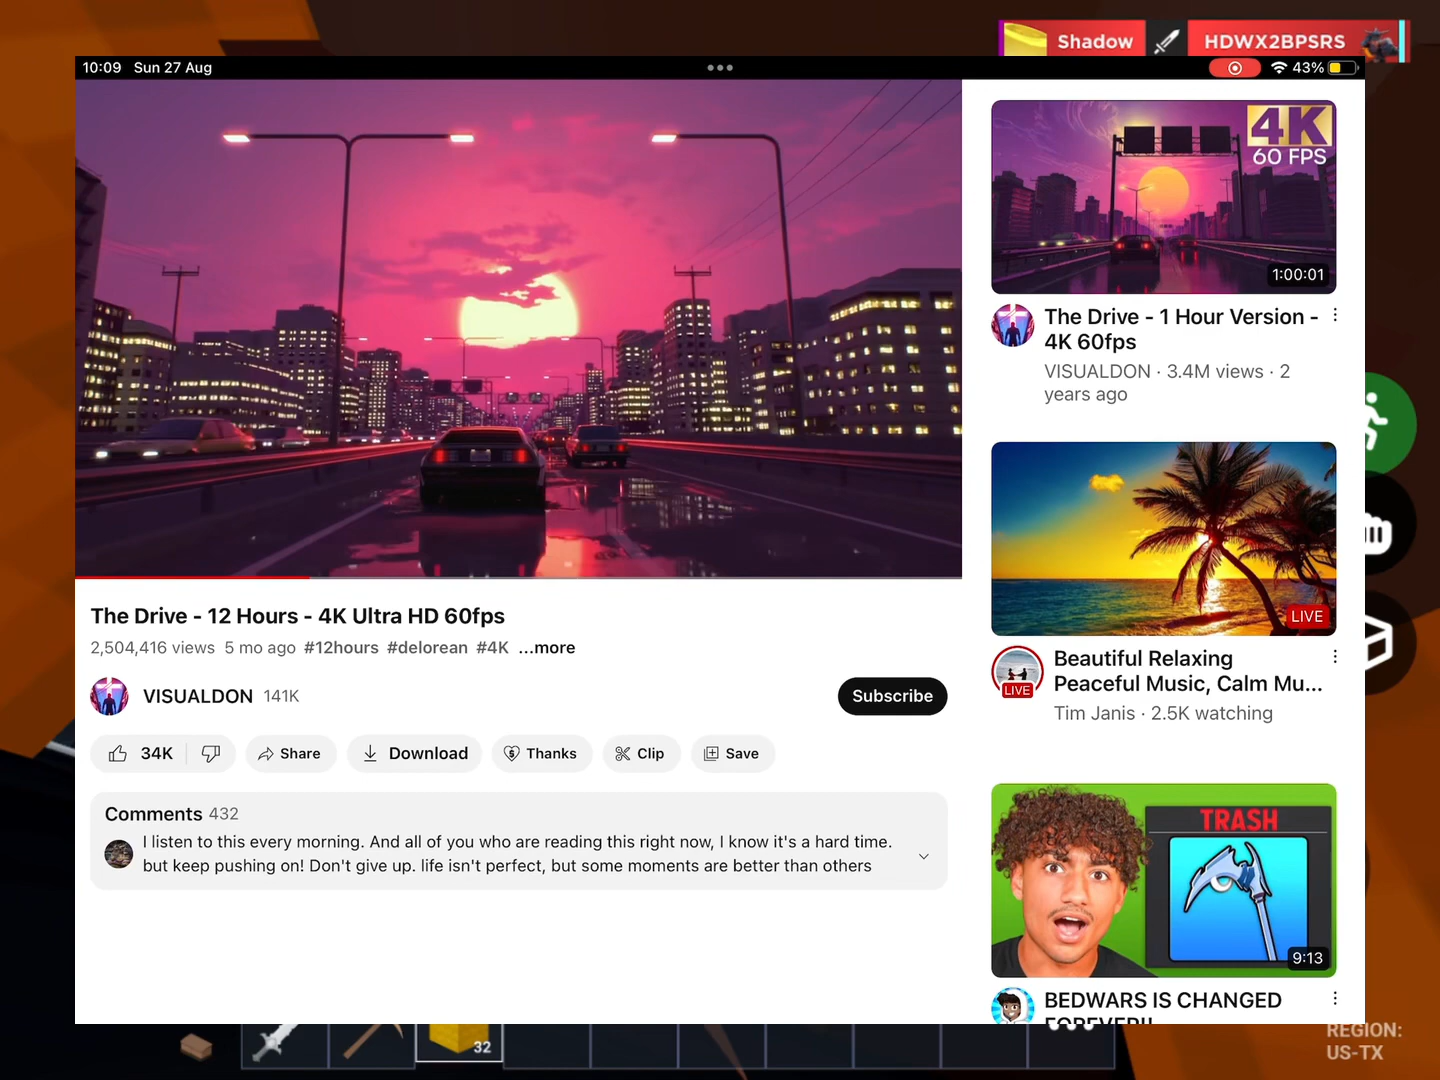 Shadow HDWX2BPSRS
10:09 Sun 27 Aug
43%
4K
60 FPS
1:00:01
The Drive - 1 Hour Version -
4K 60fps
VISUALDON · 3.4M views · 2
years ago
LIVE
LIVE
Beautiful Relaxing
Peaceful Music, Calm Mu...
Tim Janis · 2.5K watching
TRASH
9:13
BEDWARS IS CHANGED
FOREVER!!
The Drive - 12 Hours - 4K Ultra HD 60fps
2,504,416 views 5 mo ago #12hours #delorean #4K ...more
VISUALDON 141K
Subscribe
34K Share Download Thanks Clip Save
Comments 432
I listen to this every morning. And all of you who are reading this right now, I know it's a hard time.
but keep pushing on! Don't give up. life isn't perfect, but some moments are better than others
32
REGION:
US-TX